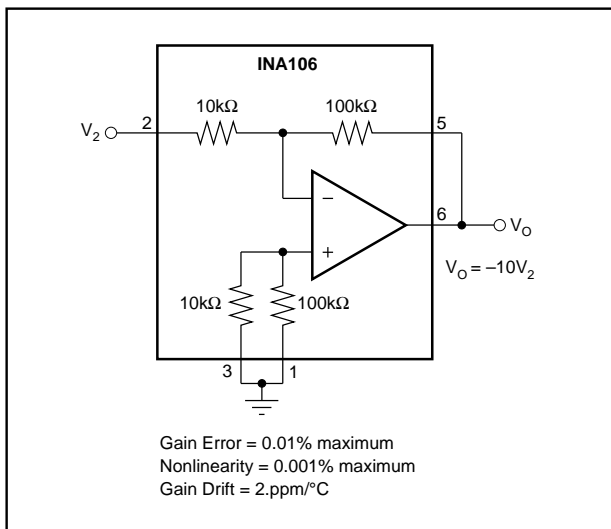 INA106
10kΩ 100kΩ
V2 2 5
−
6
+ VO
VO = –10V2
10kΩ 100kΩ
3 1
Gain Error = 0.01% maximum
Nonlinearity = 0.001% maximum
Gain Drift = 2.ppm/°C